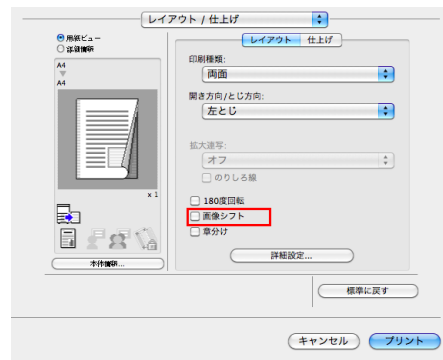 レイアウト / 仕上げ
用紙ビュー
詳細情報
A4
A4
x 1
本体情報...
レイアウト 仕上げ
印刷種類:
両面
開き方向/とじ方向:
左とじ
拡大連写:
オフ
のりしろ線
180度回転
画像シフト
章分け
詳細設定...
標準に戻す
キャンセル プリント